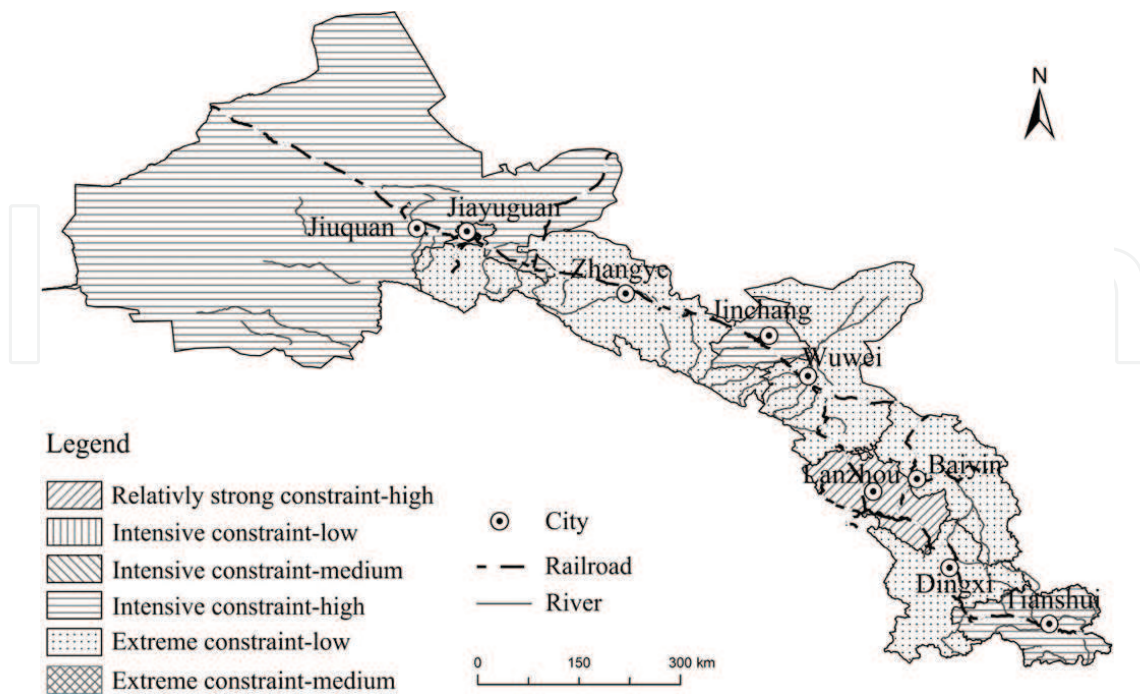 N
Jiuquan
Jiayuguan
Zhangye
Jinchang
Wuwei
LanZhou
Baiyin
Dingxi
Tianshui
Legend
Relativly strong constraint-high
Intensive constraint-low
Intensive constraint-medium
Intensive constraint-high
Extreme constraint-low
Extreme constraint-medium
City
Railroad
River
0 150 300 km